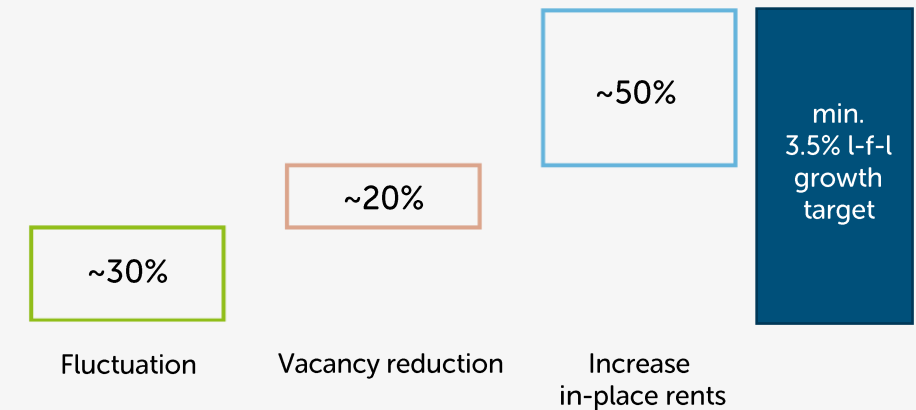 ~50%
min.
3.5% l-f-l
growth
target
~20%
~30%
Fluctuation
Vacancy reduction
Increase
in-place rents